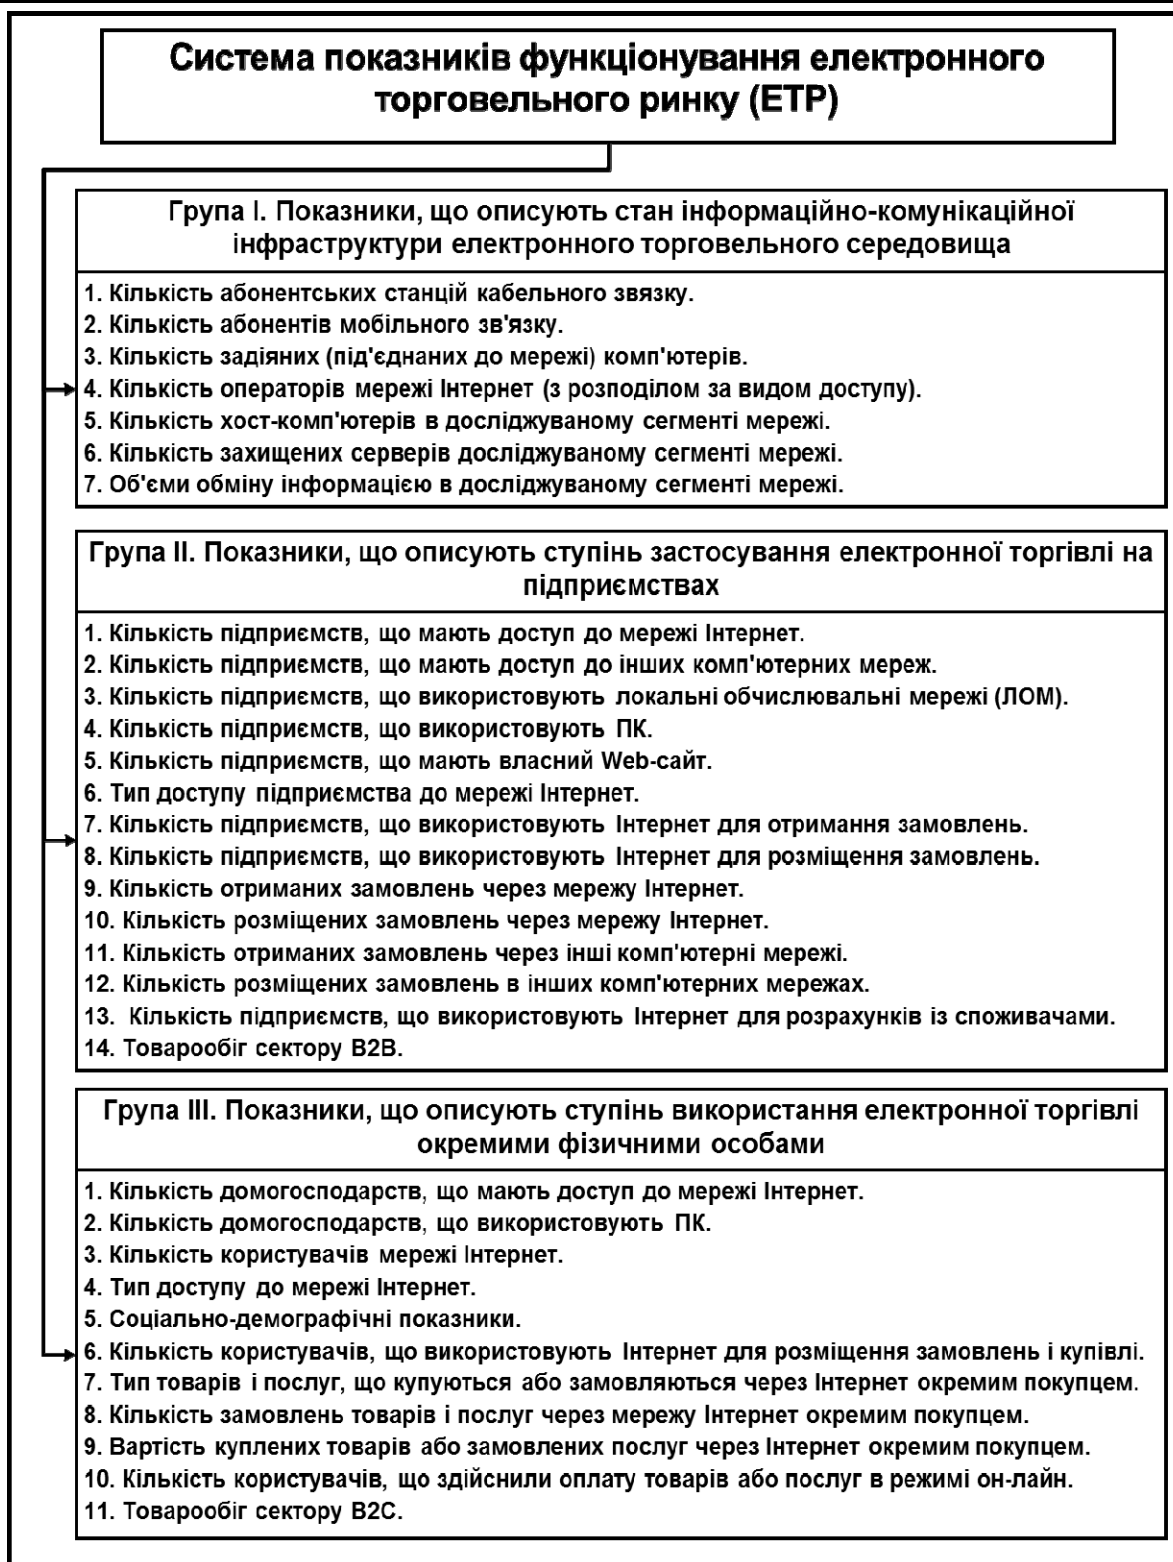 Система показників функціонування електронного
торговельного ринку (ЕТР)
Група І. Показники, що описують стан інформаційно-комунікаційної
інфраструктури електронного торговельного середовища
1. Кількість абонентських станцій кабельного звязку.
2. Кількість абонентів мобільного зв'язку.
3. Кількість задіяних (під'єднаних до мережі) комп'ютерів.
4. Кількість операторів мережі Інтернет (з розподілом за видом доступу).
5. Кількість хост-комп'ютерів в досліджуваному сегменті мережі.
6. Кількість захищених серверів досліджуваному сегменті мережі.
7. Об'єми обміну інформацією в досліджуваному сегменті мережі.
Група ІІ. Показники, що описують ступінь застосування електронної торгівлі на
підприємствах
1. Кількість підприємств, що мають доступ до мережі Інтернет.
2. Кількість підприємств, що мають доступ до інших комп'ютерних мереж.
3. Кількість підприємств, що використовують локальні обчислювальні мережі (ЛОМ).
4. Кількість підприємств, що використовують ПК.
5. Кількість підприємств, що мають власний Web-сайт.
6. Тип доступу підприємства до мережі Інтернет.
7. Кількість підприємств, що використовують Інтернет для отримання замовлень.
8. Кількість підприємств, що використовують Інтернет для розміщення замовлень.
9. Кількість отриманих замовлень через мережу Інтернет.
10. Кількість розміщених замовлень через мережу Інтернет.
11. Кількість отриманих замовлень через інші комп'ютерні мережі.
12. Кількість розміщених замовлень в інших комп'ютерних мережах.
13. Кількість підприємств, що використовують Інтернет для розрахунків із споживачами.
14. Товарообіг сектору B2B.
Група ІІІ. Показники, що описують ступінь використання електронної торгівлі
окремими фізичними особами
1. Кількість домогосподарств, що мають доступ до мережі Інтернет.
2. Кількість домогосподарств, що використовують ПК.
3. Кількість користувачів мережі Інтернет.
4. Тип доступу до мережі Інтернет.
5. Соціально-демографічні показники.
6. Кількість користувачів, що використовують Інтернет для розміщення замовлень і купівлі.
7. Тип товарів і послуг, що купуються або замовляються через Інтернет окремим покупцем.
8. Кількість замовлень товарів і послуг через мережу Інтернет окремим покупцем.
9. Вартість куплених товарів або замовлених послуг через Інтернет окремим покупцем.
10. Кількість користувачів, що здійснили оплату товарів або послуг в режимі он-лайн.
11. Товарообіг сектору B2C.